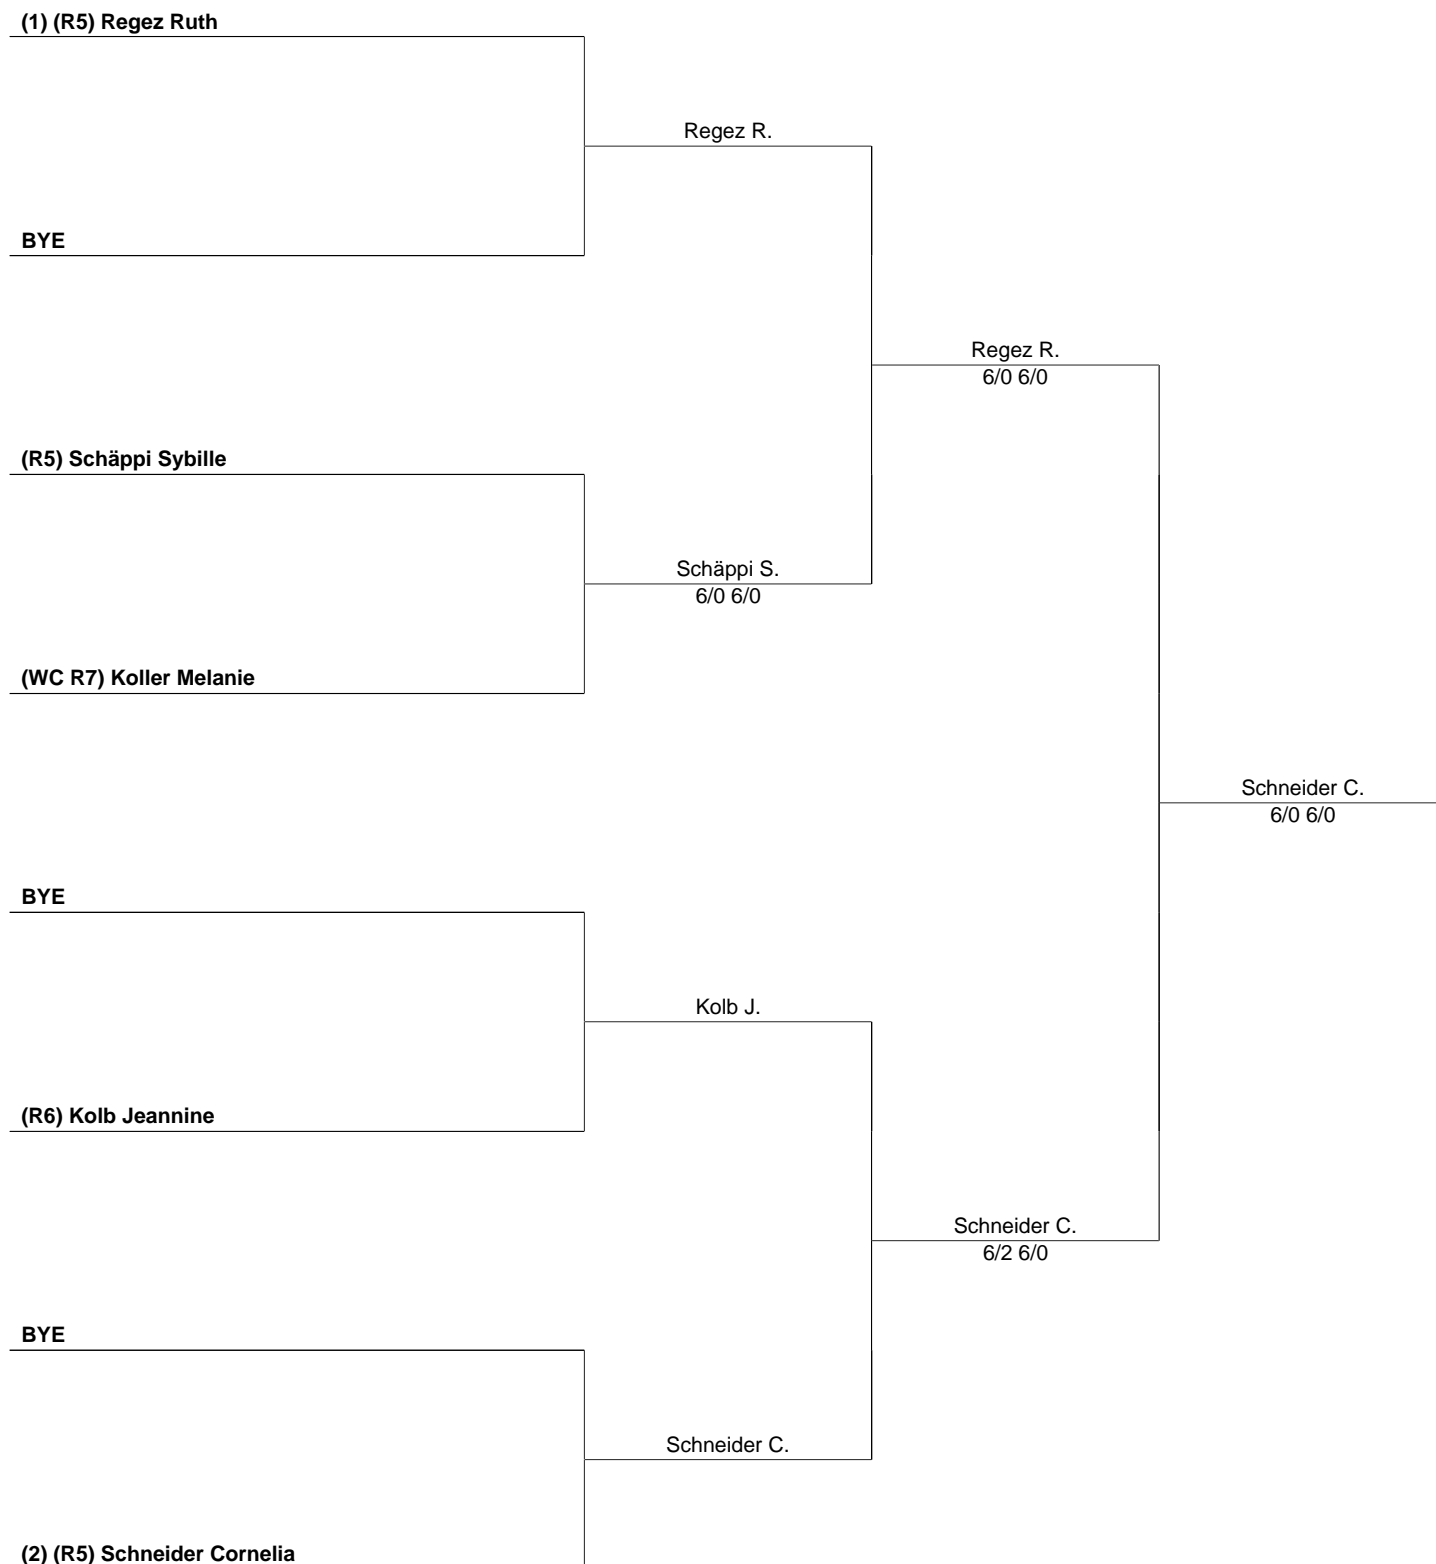 (1) (R5) Regez Ruth
Regez R.
BYE
Regez R.
6/0 6/0
(R5) Schäppi Sybille
Schäppi S.
6/0 6/0
(WC R7) Koller Melanie
Schneider C.
6/0 6/0
BYE
Kolb J.
(R6) Kolb Jeannine
Schneider C.
6/2 6/0
BYE
Schneider C.
(2) (R5) Schneider Cornelia